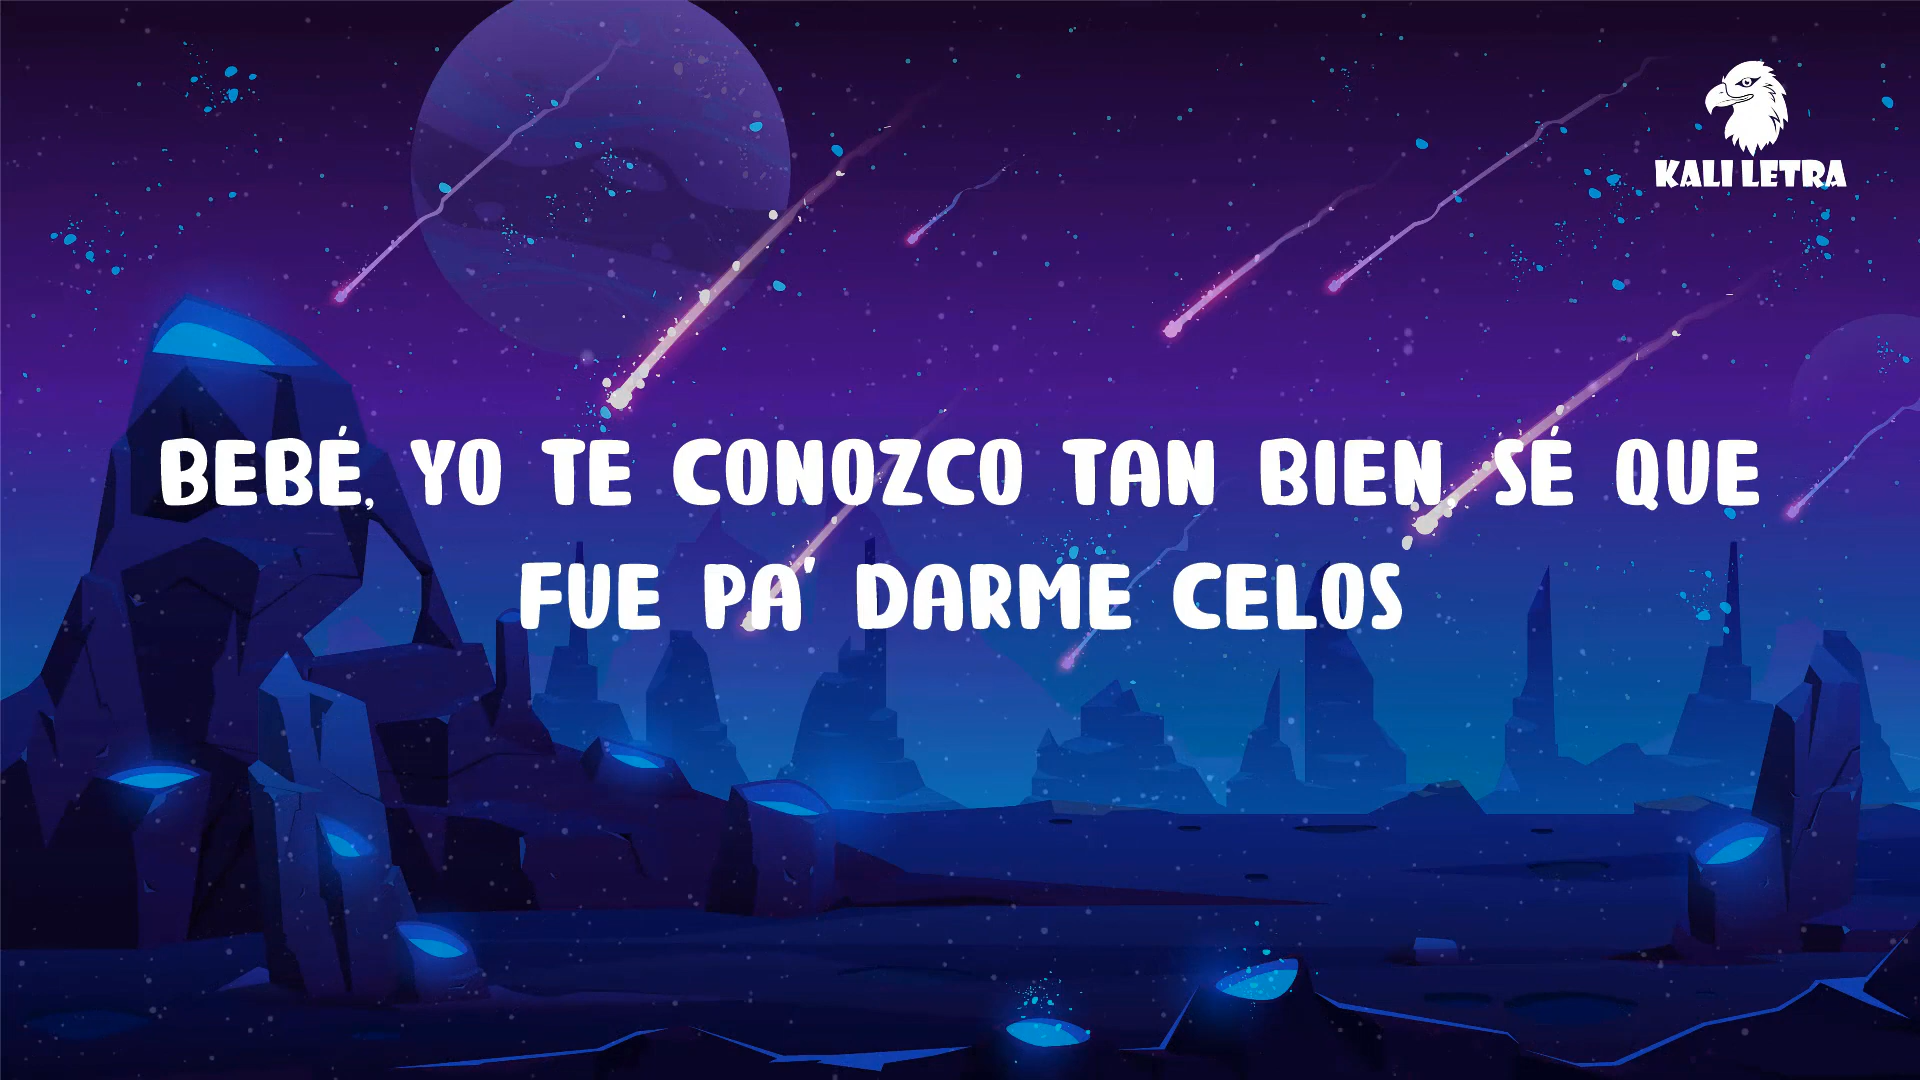 KALI LETRA
BEBÉ, YO TE CONOZCO TAN BIEN, SÉ QUE
FUE PA' DARME CELOS